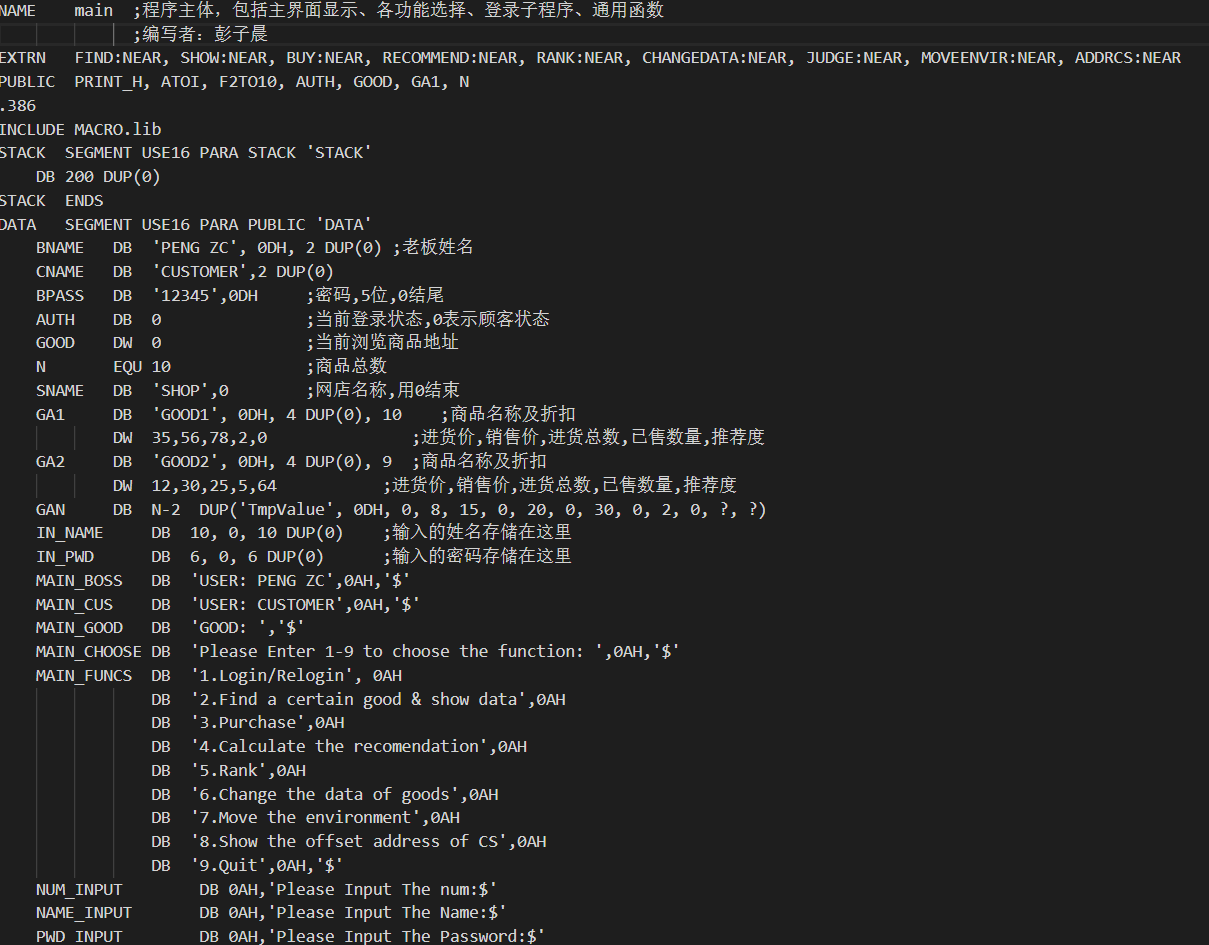 NAME    main  ;程序主体，包括主界面显示、各功能选择、登录子程序、通用函数
              ;编写者：彭子晨
EXTRN   FIND:NEAR, SHOW:NEAR, BUY:NEAR, RECOMMEND:NEAR, RANK:NEAR, CHANGEDATA:NEAR, JUDGE:NEAR, MOVEENVIR:NEAR, ADDRCS:NEAR
PUBLIC  PRINT_H, ATOI, F2TO10, AUTH, GOOD, GA1, N
.386
INCLUDE MACRO.lib
STACK  SEGMENT USE16 PARA STACK 'STACK'
    DB 200 DUP(0)
STACK  ENDS
DATA   SEGMENT USE16 PARA PUBLIC 'DATA'
    BNAME   DB  'PENG ZC', 0DH, 2 DUP(0) ;老板姓名
    CNAME   DB  'CUSTOMER',2 DUP(0)
    BPASS   DB  '12345',0DH     ;密码,5位,0结尾
    AUTH    DB  0               ;当前登录状态,0表示顾客状态
    GOOD    DW  0               ;当前浏览商品地址
    N       EQU 10              ;商品总数
    SNAME   DB  'SHOP',0        ;网店名称,用0结束
    GA1     DB  'GOOD1', 0DH, 4 DUP(0), 10    ;商品名称及折扣
            DW  35,56,78,2,0               ;进货价,销售价,进货总数,已售数量,推荐度
    GA2     DB  'GOOD2', 0DH, 4 DUP(0), 9  ;商品名称及折扣
            DW  12,30,25,5,64           ;进货价,销售价,进货总数,已售数量,推荐度
    GAN     DB  N-2  DUP('TmpValue', 0DH, 0, 8, 15, 0, 20, 0, 30, 0, 2, 0, ?, ?)
    IN_NAME     DB  10, 0, 10 DUP(0)    ;输入的姓名存储在这里
    IN_PWD      DB  6, 0, 6 DUP(0)      ;输入的密码存储在这里
    MAIN_BOSS   DB  'USER: PENG ZC',0AH,'$'
    MAIN_CUS    DB  'USER: CUSTOMER',0AH,'$'
    MAIN_GOOD   DB  'GOOD: ','$'
    MAIN_CHOOSE DB  'Please Enter 1-9 to choose the function: ',0AH,'$'
    MAIN_FUNCS  DB  '1.Login/Relogin', 0AH
                DB  '2.Find a certain good & show data',0AH
                DB  '3.Purchase',0AH
                DB  '4.Calculate the recomendation',0AH
                DB  '5.Rank',0AH
                DB  '6.Change the data of goods',0AH
                DB  '7.Move the environment',0AH
                DB  '8.Show the offset address of CS',0AH
                DB  '9.Quit',0AH,'$'
    NUM_INPUT        DB 0AH,'Please Input The num:$'
    NAME_INPUT       DB 0AH,'Please Input The Name:$'
    PWD_INPUT        DB 0AH,'Please Input The Password:$'